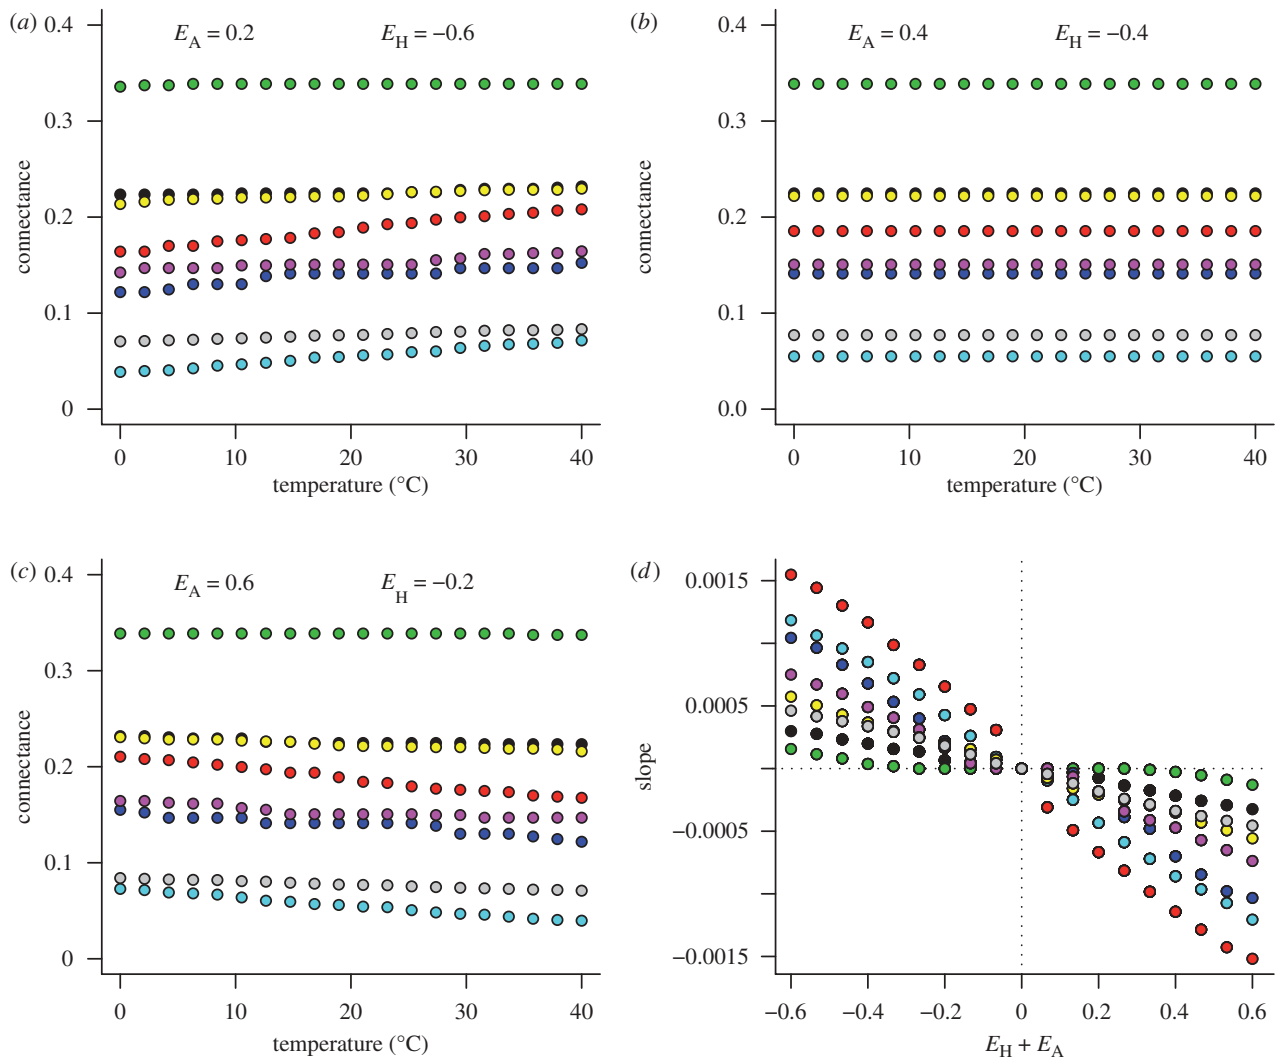 (a)
E_A = 0.2
E_H = −0.6
0.4
0.3
0.2
0.1
0
connectance
0
10
20
30
40
temperature (°C)
(b)
E_A = 0.4
E_H = −0.4
0.4
0.3
0.2
0.1
0.0
connectance
0
10
20
30
40
temperature (°C)
(c)
E_A = 0.6
E_H = −0.2
0.4
0.3
0.2
0.1
0
connectance
0
10
20
30
40
temperature (°C)
(d)
0.0015
0.0005
−0.0005
−0.0015
slope
−0.6
−0.4
−0.2
0
0.2
0.4
0.6
E_H + E_A